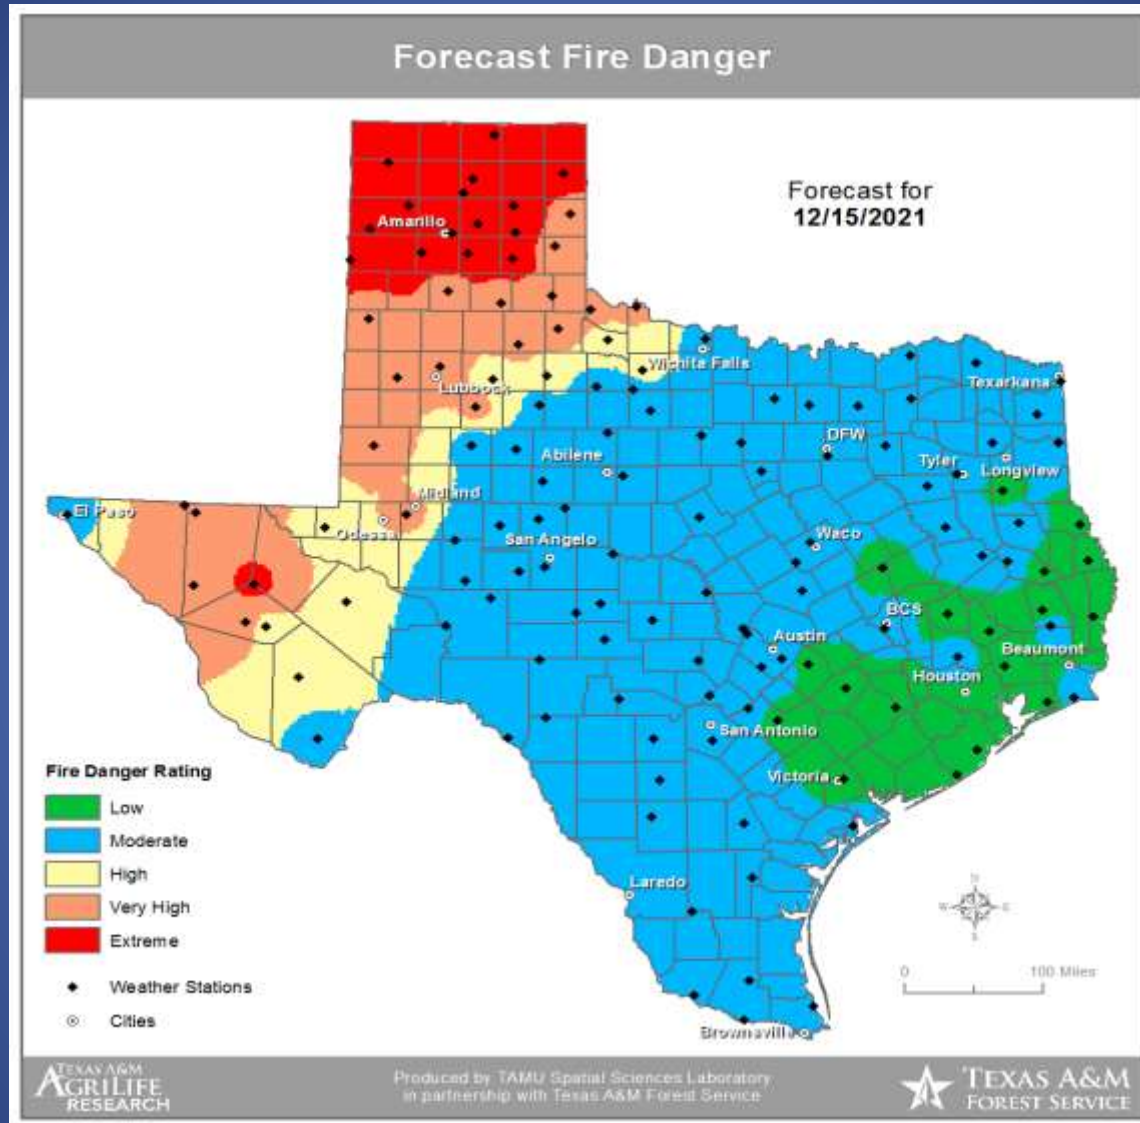 Forecast Fire Danger
Forecast for
12/15/2021
Amarillo
Lubbock
Wichita Falls
Texarkana
DFW
Abilene
Tyler
Longview
Midland
El Paso
Odessa
San Angelo
Waco
BCS
Austin
Beaumont
Houston
San Antonio
Victoria
Laredo
Brownsville
Fire Danger Rating
Low
Moderate
High
Very High
Extreme
Weather Stations
Cities
N
W E
S
0 100 Miles
TEXAS A&M
AGRILIFE
RESEARCH
Produced by TAMU Spatial Sciences Laboratory
in partnership with Texas A&M Forest Service
TEXAS A&M
FOREST SERVICE